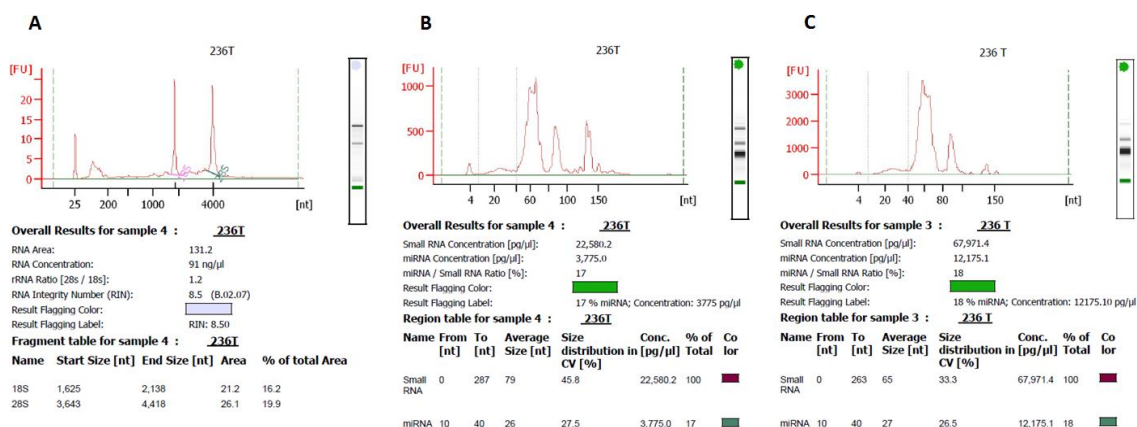 A
236T
[FU]
20
15
10
5
0
25 200 1000 4000 [nt]
Overall Results for sample 4 : 236T
RNA Area: 131.2
RNA Concentration: 91 ng/µl
rRNA Ratio [28s / 18s]: 1.2
RNA Integrity Number (RIN): 8.5 (B.02.07)
Result Flagging Color:
Result Flagging Label: RIN: 8.50
Fragment table for sample 4 : 236T
Name Start Size [nt] End Size [nt] Area % of total Area
18S 1,625 2,138 21.2 16.2
28S 3,643 4,418 26.1 19.9
B
236T
[FU]
1000
500
0
4 20 60 100 150 [nt]
Overall Results for sample 4 : 236T
Small RNA Concentration [pg/µl]: 22,580.2
miRNA Concentration [pg/µl]: 3,775.0
miRNA / Small RNA Ratio [%]: 17
Result Flagging Color:
Result Flagging Label: 17 % miRNA; Concentration: 3775 pg/µl
Region table for sample 4 : 236T
Name From [nt] To [nt] Average Size [nt] Size distribution in CV [%] Conc. [pg/µl] % of Total Co lor
Small RNA 0 287 79 45.8 22,580.2 100
miRNA 10 40 26 27.5 3.775.0 17
C
236 T
[FU]
3000
2000
1000
0
4 20 40 80 150 [nt]
Overall Results for sample 3 : 236 T
Small RNA Concentration [pg/µl]: 67,971.4
miRNA Concentration [pg/µl]: 12,175.1
miRNA / Small RNA Ratio [%]: 18
Result Flagging Color:
Result Flagging Label: 18 % miRNA; Concentration: 12175.10 pg/µl
Region table for sample 3 : 236 T
Name From [nt] To [nt] Average Size [nt] Size distribution in CV [%] Conc. [pg/µl] % of Total Co lor
Small RNA 0 263 65 33.3 67,971.4 100
miRNA 10 40 27 26.5 12.175.1 18